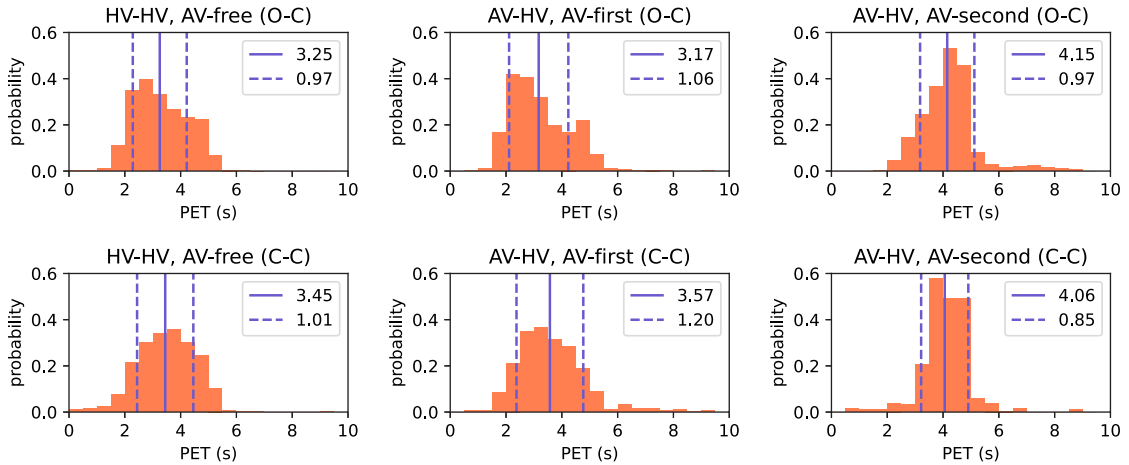 HV-HV, AV-free (O-C)
AV-HV, AV-first (O-C)
AV-HV, AV-second (O-C)
0.6
0.4
0.2
0.0
probability
3.25
0.97
0 2 4 6 8 10
PET (s)
0.6
0.4
0.2
0.0
probability
3.17
1.06
0 2 4 6 8 10
PET (s)
0.6
0.4
0.2
0.0
probability
4.15
0.97
0 2 4 6 8 10
PET (s)
HV-HV, AV-free (C-C)
AV-HV, AV-first (C-C)
AV-HV, AV-second (C-C)
0.6
0.4
0.2
0.0
probability
3.45
1.01
0 2 4 6 8 10
PET (s)
0.6
0.4
0.2
0.0
probability
3.57
1.20
0 2 4 6 8 10
PET (s)
0.6
0.4
0.2
0.0
probability
4.06
0.85
0 2 4 6 8 10
PET (s)